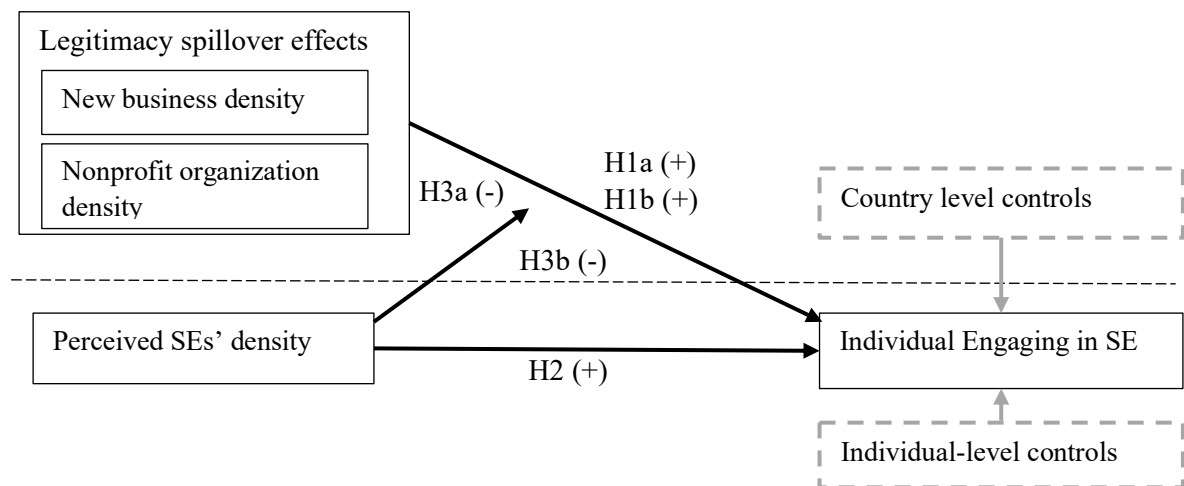 Legitimacy spillover effects
New business density
Nonprofit organization
density
H1a (+)
H1b (+)
H3a (-)
H3b (-)
Country level controls
Perceived SEs’ density
H2 (+)
Individual Engaging in SE
Individual-level controls